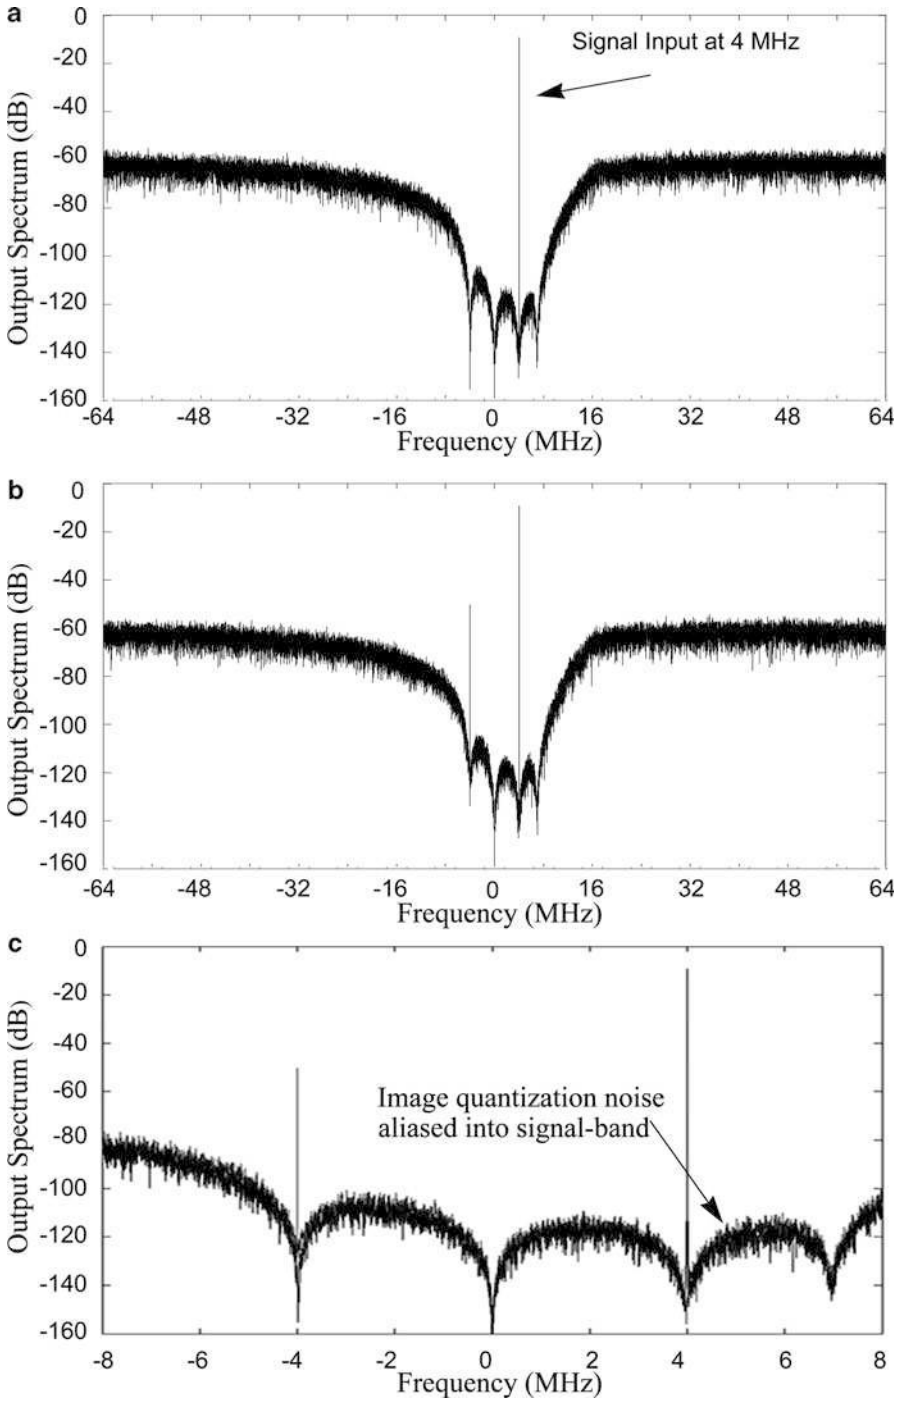 a
0
-20
-40
-60
-80
-100
-120
-140
-160
Output Spectrum (dB)
Signal Input at 4 MHz
-64 -48 -32 -16 0 16 32 48 64
Frequency (MHz)
b
0
-20
-40
-60
-80
-100
-120
-140
-160
Output Spectrum (dB)
-64 -48 -32 -16 0 16 32 48 64
Frequency (MHz)
c
0
-20
-40
-60
-80
-100
-120
-140
-160
Output Spectrum (dB)
Image quantization noise
aliased into signal-band
-8 -6 -4 -2 0 2 4 6 8
Frequency (MHz)